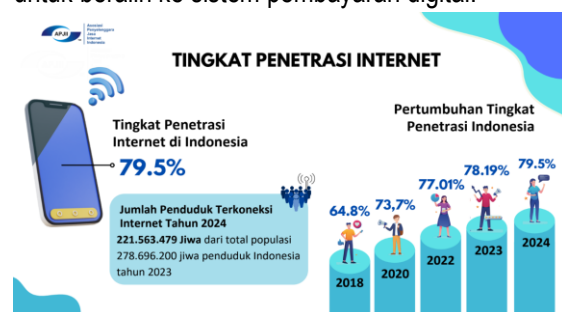 untuk beralih ke sistem pembayaran digital.
APJII
Asosiasi
Penyelenggara
Jasa
Internet
Indonesia
TINGKAT PENETRASI INTERNET
Tingkat Penetrasi
Internet di Indonesia
79.5%
Jumlah Penduduk Terkoneksi
Internet Tahun 2024
221.563.479 Jiwa dari total populasi
278.696.200 jiwa penduduk Indonesia
tahun 2023
Pertumbuhan Tingkat
Penetrasi Indonesia
64.8%
73,7%
77.01%
78.19%
79.5%
2018
2020
2022
2023
2024